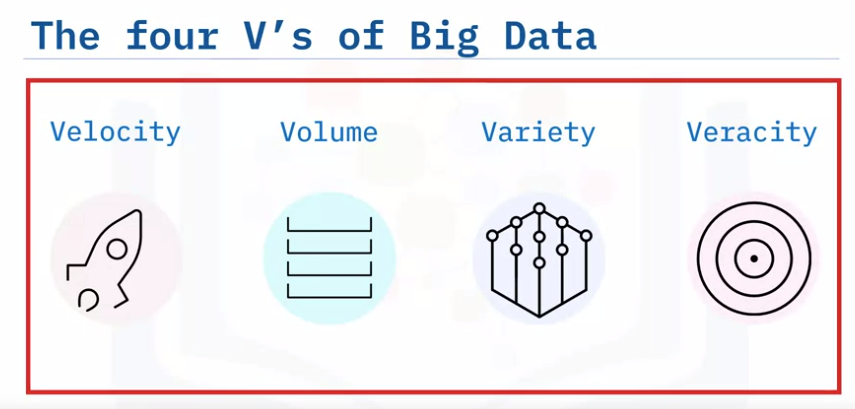 The four V’s of Big Data
Velocity Volume Variety Veracity